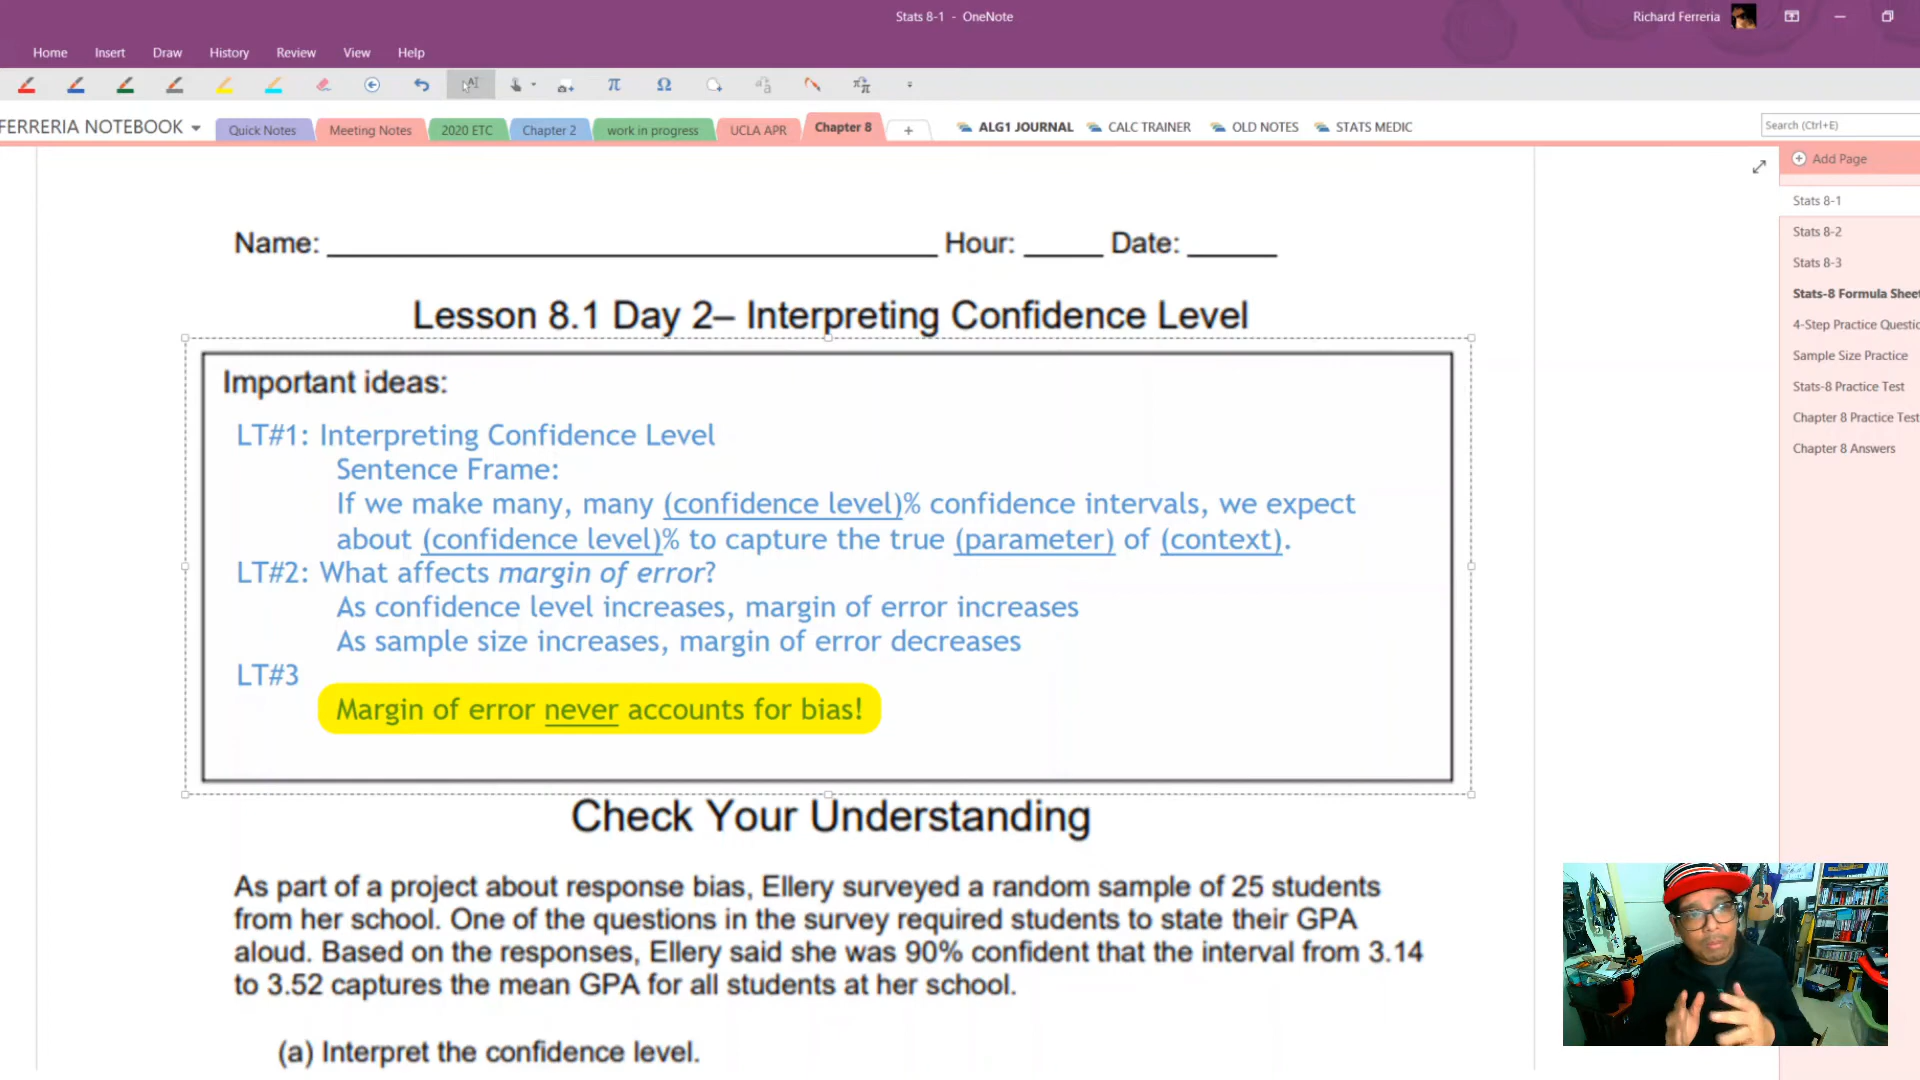 Stats 8-1 - OneNote
Richard Ferreria
Home Insert Draw History Review View Help
FERRERIA NOTEBOOK
Quick Notes Meeting Notes 2020 ETC Chapter 2 work in progress UCLA APR Chapter 8 + ALG1 JOURNAL CALC TRAINER OLD NOTES STATS MEDIC
Search (Ctrl+E)
Add Page
Stats 8-1
Stats 8-2
Stats 8-3
Stats-8 Formula Sheet
4-Step Practice Questio
Sample Size Practice
Stats-8 Practice Test
Chapter 8 Practice Test
Chapter 8 Answers
Name: Hour: Date:
Lesson 8.1 Day 2– Interpreting Confidence Level
Important ideas:
LT#1: Interpreting Confidence Level
Sentence Frame:
If we make many, many (confidence level)% confidence intervals, we expect
about (confidence level)% to capture the true (parameter) of (context).
LT#2: What affects margin of error?
As confidence level increases, margin of error increases
As sample size increases, margin of error decreases
LT#3
Margin of error never accounts for bias!
Check Your Understanding
As part of a project about response bias, Ellery surveyed a random sample of 25 students
from her school. One of the questions in the survey required students to state their GPA
aloud. Based on the responses, Ellery said she was 90% confident that the interval from 3.14
to 3.52 captures the mean GPA for all students at her school.
(a) Interpret the confidence level.